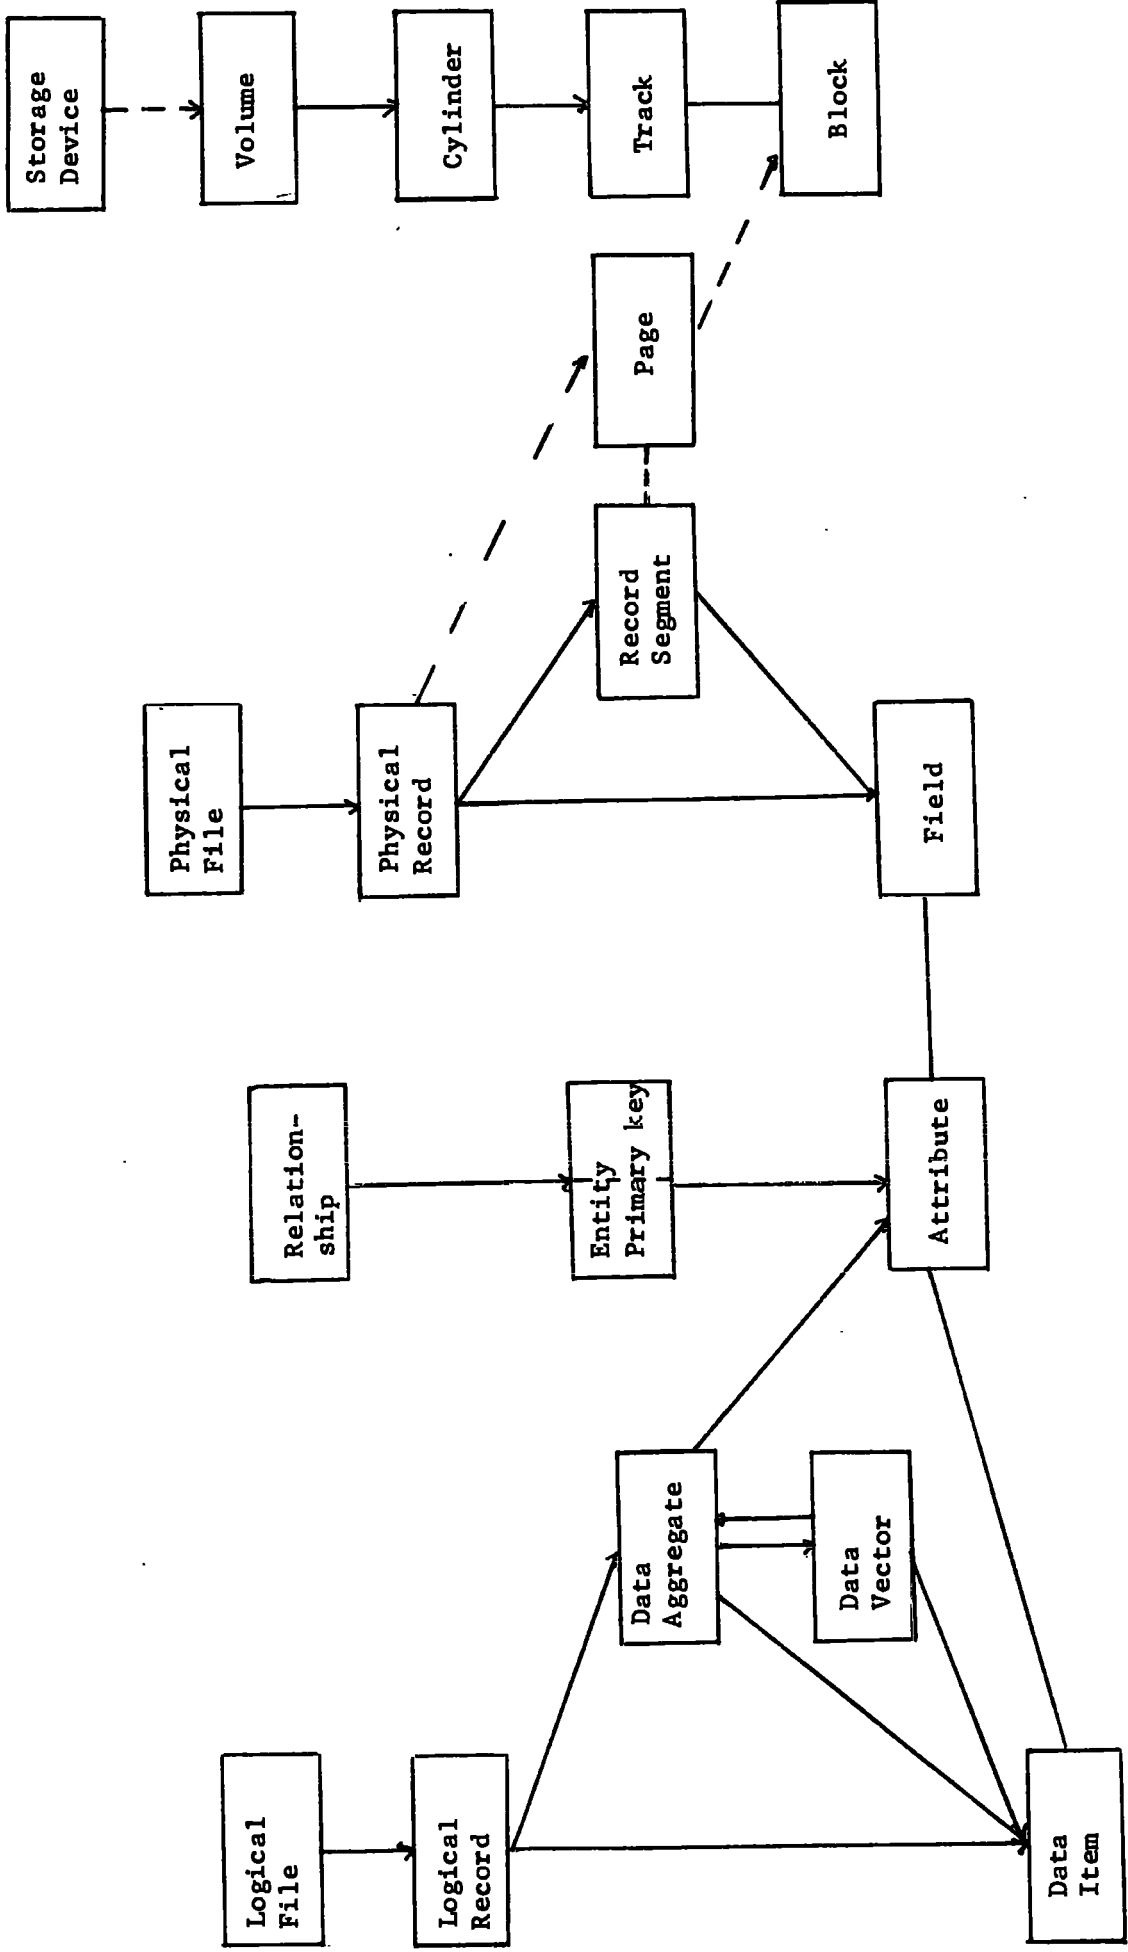 Logical
File
Logical
Record
Data
Item
Data
Aggregate
Data
Vector
Relation-
ship
Entity
Primary key
Attribute
Physical
File
Physical
Record
Record
Segment
Field
Page
Storage
Device
Volume
Cylinder
Track
Block